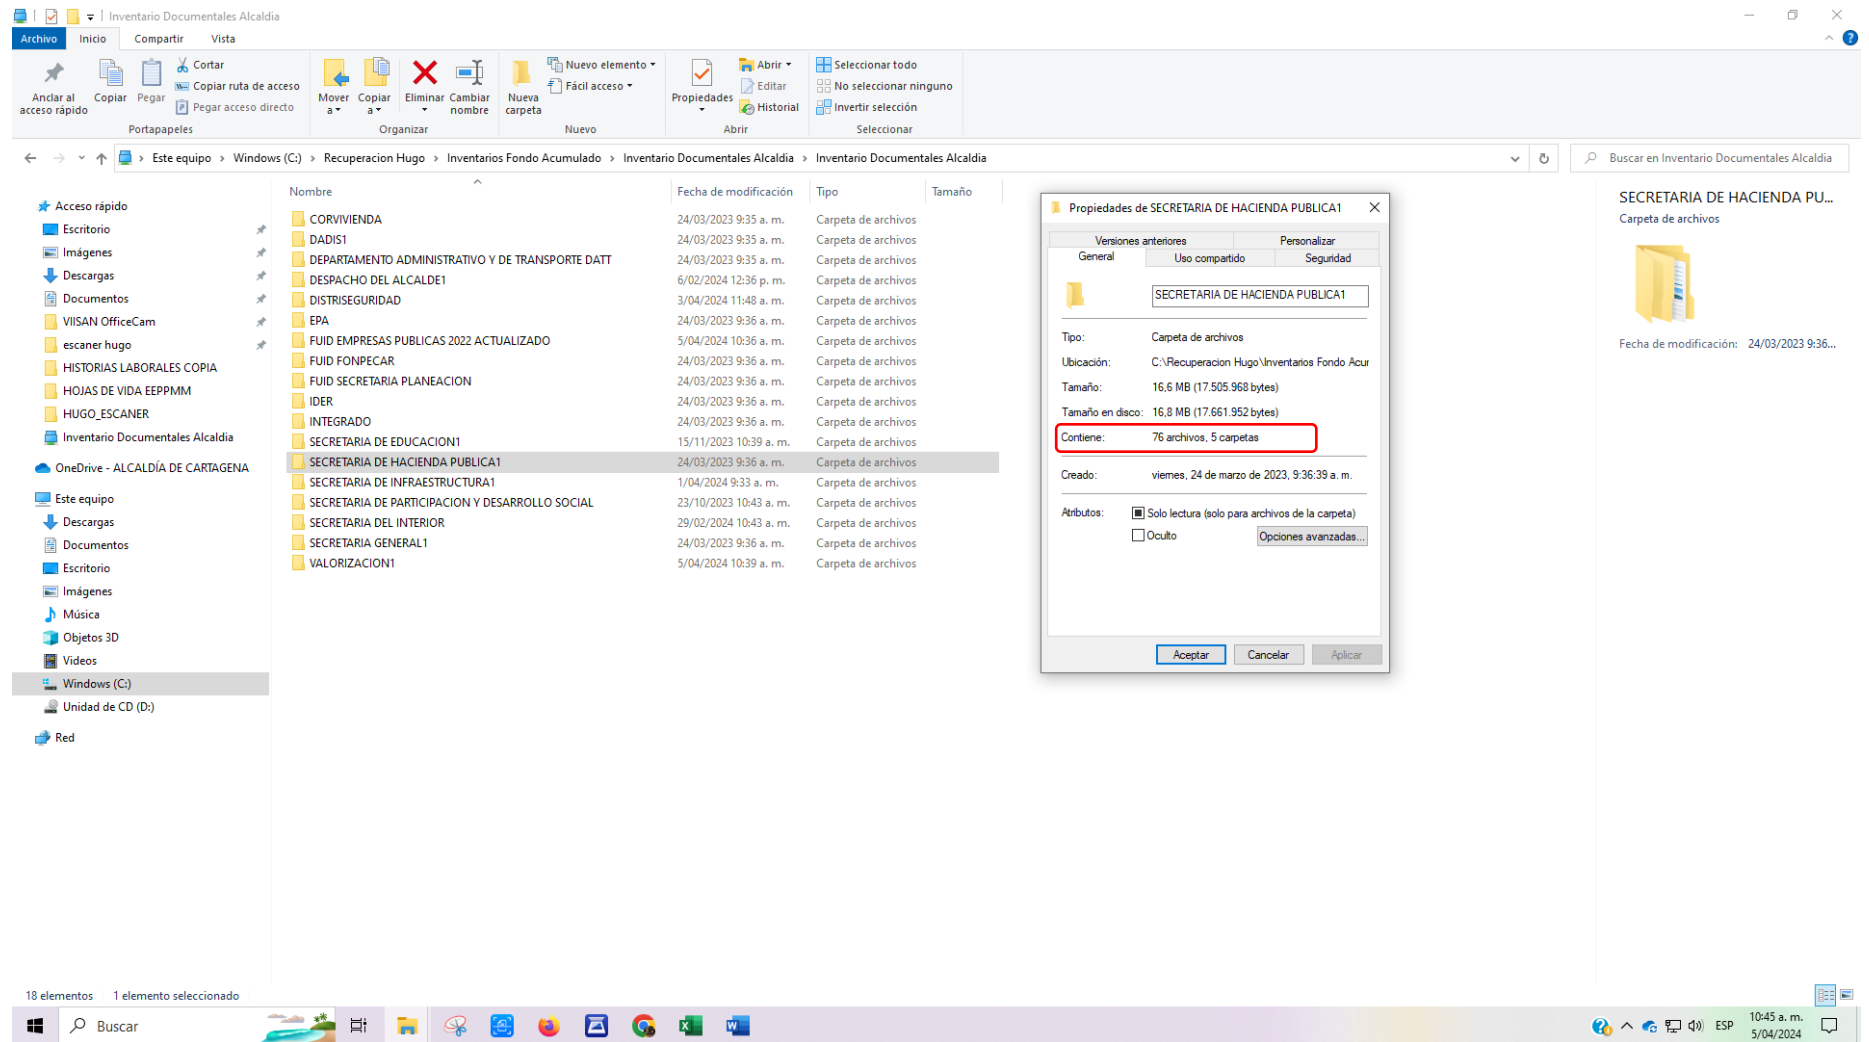 Inventario Documentales Alcaldia
Archivo Inicio Compartir Vista
Anclar al acceso rápido
Copiar
Pegar
Cortar
Copiar ruta de acceso
Pegar acceso directo
Portapapeles
Mover a
Copiar a
Eliminar
Cambiar nombre
Organizar
Nueva carpeta
Nuevo elemento
Fácil acceso
Nuevo
Propiedades
Abrir
Editar
Historial
Abrir
Seleccionar todo
No seleccionar ninguno
Invertir selección
Seleccionar
Este equipo > Windows (C:) > Recuperacion Hugo > Inventarios Fondo Acumulado > Inventario Documentales Alcaldia > Inventario Documentales Alcaldia
Buscar en Inventario Documentales Alcaldia
Acceso rápido
Escritorio
Imágenes
Descargas
Documentos
VIISAN OfficeCam
escaner hugo
HISTORIAS LABORALES COPIA
HOJAS DE VIDA EEPPMM
HUGO_ESCANER
Inventario Documentales Alcaldia
OneDrive - ALCALDÍA DE CARTAGENA
Este equipo
Descargas
Documentos
Escritorio
Imágenes
Música
Objetos 3D
Videos
Windows (C:)
Unidad de CD (D:)
Red
Nombre Fecha de modificación Tipo Tamaño
CORVIVIENDA 24/03/2023 9:35 a. m. Carpeta de archivos
DADIS1 24/03/2023 9:35 a. m. Carpeta de archivos
DEPARTAMENTO ADMINISTRATIVO Y DE TRANSPORTE DATT 24/03/2023 9:35 a. m. Carpeta de archivos
DESPACHO DEL ALCALDE1 6/02/2024 12:36 p. m. Carpeta de archivos
DISTRISEGURIDAD 3/04/2024 11:48 a. m. Carpeta de archivos
EPA 24/03/2023 9:36 a. m. Carpeta de archivos
FUID EMPRESAS PUBLICAS 2022 ACTUALIZADO 5/04/2024 10:36 a. m. Carpeta de archivos
FUID FONPECAR 24/03/2023 9:36 a. m. Carpeta de archivos
FUID SECRETARIA PLANEACION 24/03/2023 9:36 a. m. Carpeta de archivos
IDER 24/03/2023 9:36 a. m. Carpeta de archivos
INTEGRADO 24/03/2023 9:36 a. m. Carpeta de archivos
SECRETARIA DE EDUCACION1 15/11/2023 10:39 a. m. Carpeta de archivos
SECRETARIA DE HACIENDA PUBLICA1 24/03/2023 9:36 a. m. Carpeta de archivos
SECRETARIA DE INFRAESTRUCTURA1 1/04/2024 9:33 a. m. Carpeta de archivos
SECRETARIA DE PARTICIPACION Y DESARROLLO SOCIAL 23/10/2023 10:43 a. m. Carpeta de archivos
SECRETARIA DEL INTERIOR 29/02/2024 10:43 a. m. Carpeta de archivos
SECRETARIA GENERAL1 24/03/2023 9:36 a. m. Carpeta de archivos
VALORIZACION1 5/04/2024 10:39 a. m. Carpeta de archivos
Propiedades de SECRETARIA DE HACIENDA PUBLICA1
Versiones anteriores Personalizar
General Uso compartido Seguridad
SECRETARIA DE HACIENDA PUBLICA1
Tipo: Carpeta de archivos
Ubicación: C:\Recuperacion Hugo\Inventarios Fondo Acur
Tamaño: 16,6 MB (17.505.968 bytes)
Tamaño en disco: 16,8 MB (17.661.952 bytes)
Contiene: 76 archivos, 5 carpetas
Creado: viernes, 24 de marzo de 2023, 9:36:39 a. m.
Atributos: Solo lectura (solo para archivos de la carpeta)
Oculto Opciones avanzadas...
Aceptar Cancelar Aplicar
SECRETARIA DE HACIENDA PU...
Carpeta de archivos
Fecha de modificación: 24/03/2023 9:36...
18 elementos 1 elemento seleccionado
Buscar
ESP
10:45 a. m.
5/04/2024